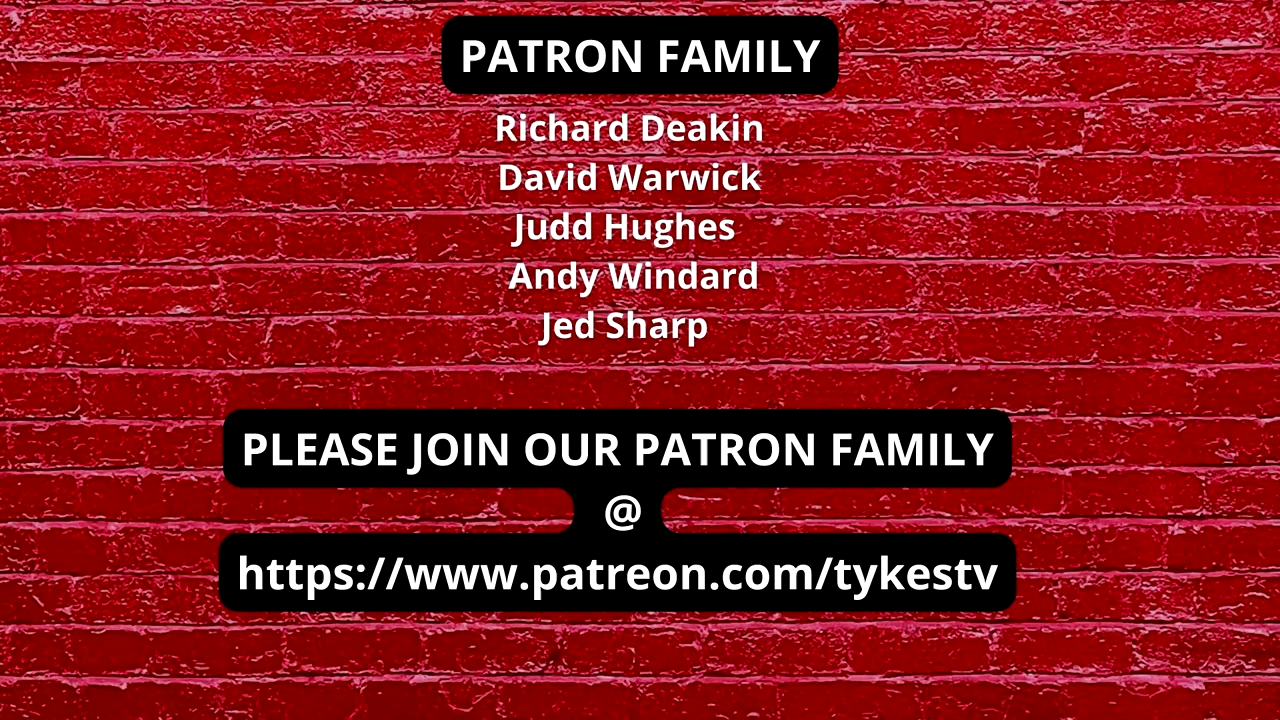 PATRON FAMILY
Richard Deakin
David Warwick
Judd Hughes
Andy Windard
Jed Sharp
PLEASE JOIN OUR PATRON FAMILY
@
https://www.patreon.com/tykestv